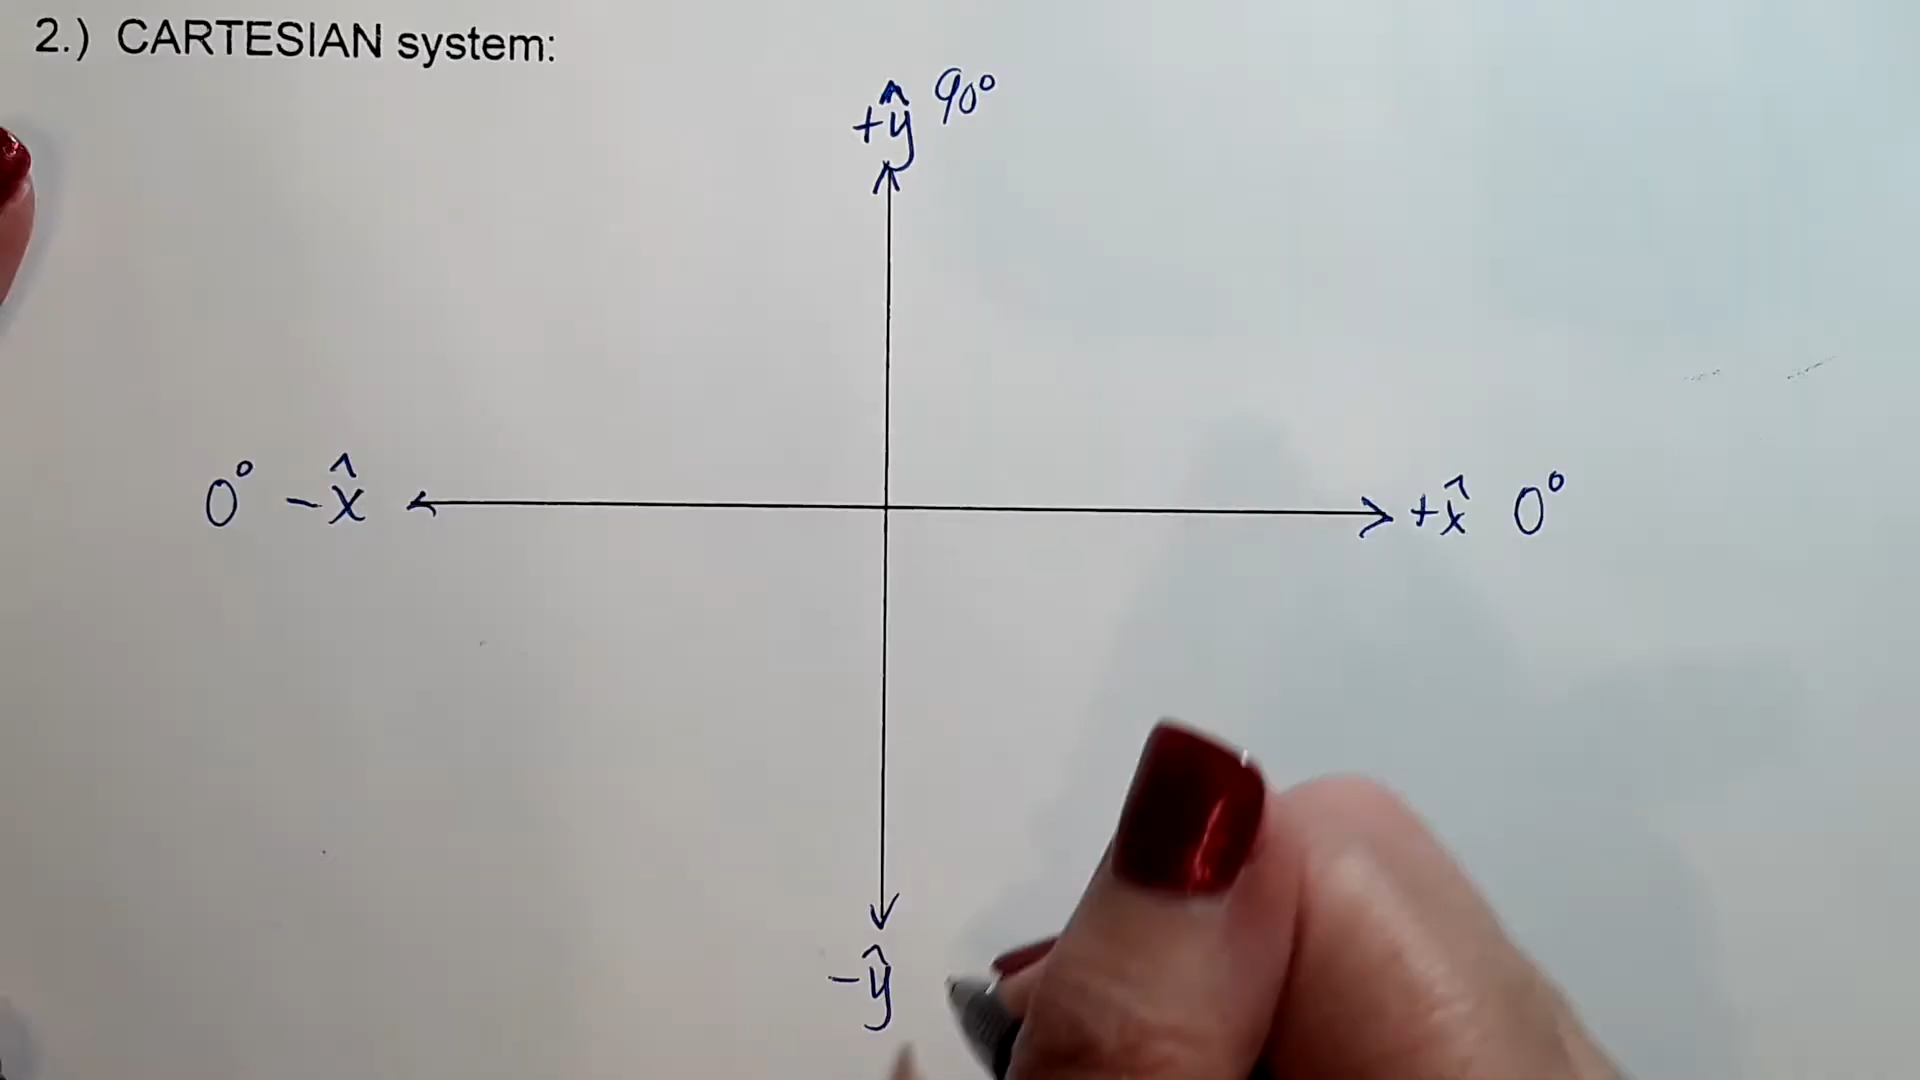 2.) CARTESIAN system:
+ŷ 90°
0° -x̂
+x̂ 0°
-ŷ